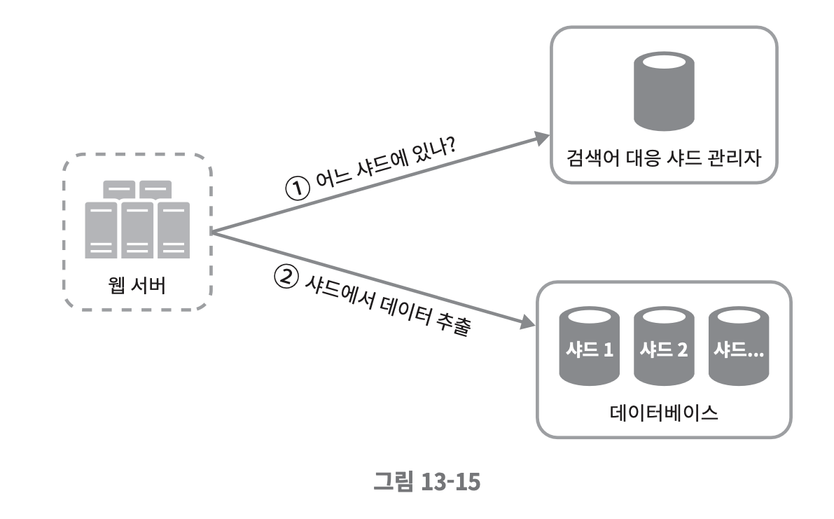 ① 어느 샤드에 있나?
검색어 대응 샤드 관리자
웹 서버
② 샤드에서 데이터 추출
샤드 1
샤드 2
샤드...
데이터베이스
그림 13-15